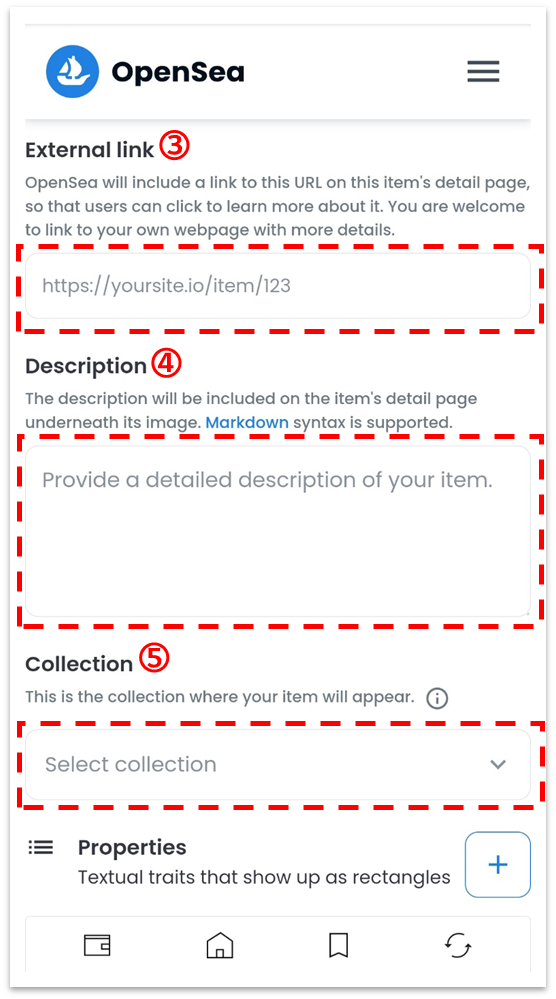 OpenSea
External link ③
OpenSea will include a link to this URL on this item's detail page,
so that users can click to learn more about it. You are welcome
to link to your own webpage with more details.
https://yoursite.io/item/123
Description ④
The description will be included on the item's detail page
underneath its image. Markdown syntax is supported.
Provide a detailed description of your item.
Collection ⑤
This is the collection where your item will appear.
Select collection
Properties
Textual traits that show up as rectangles